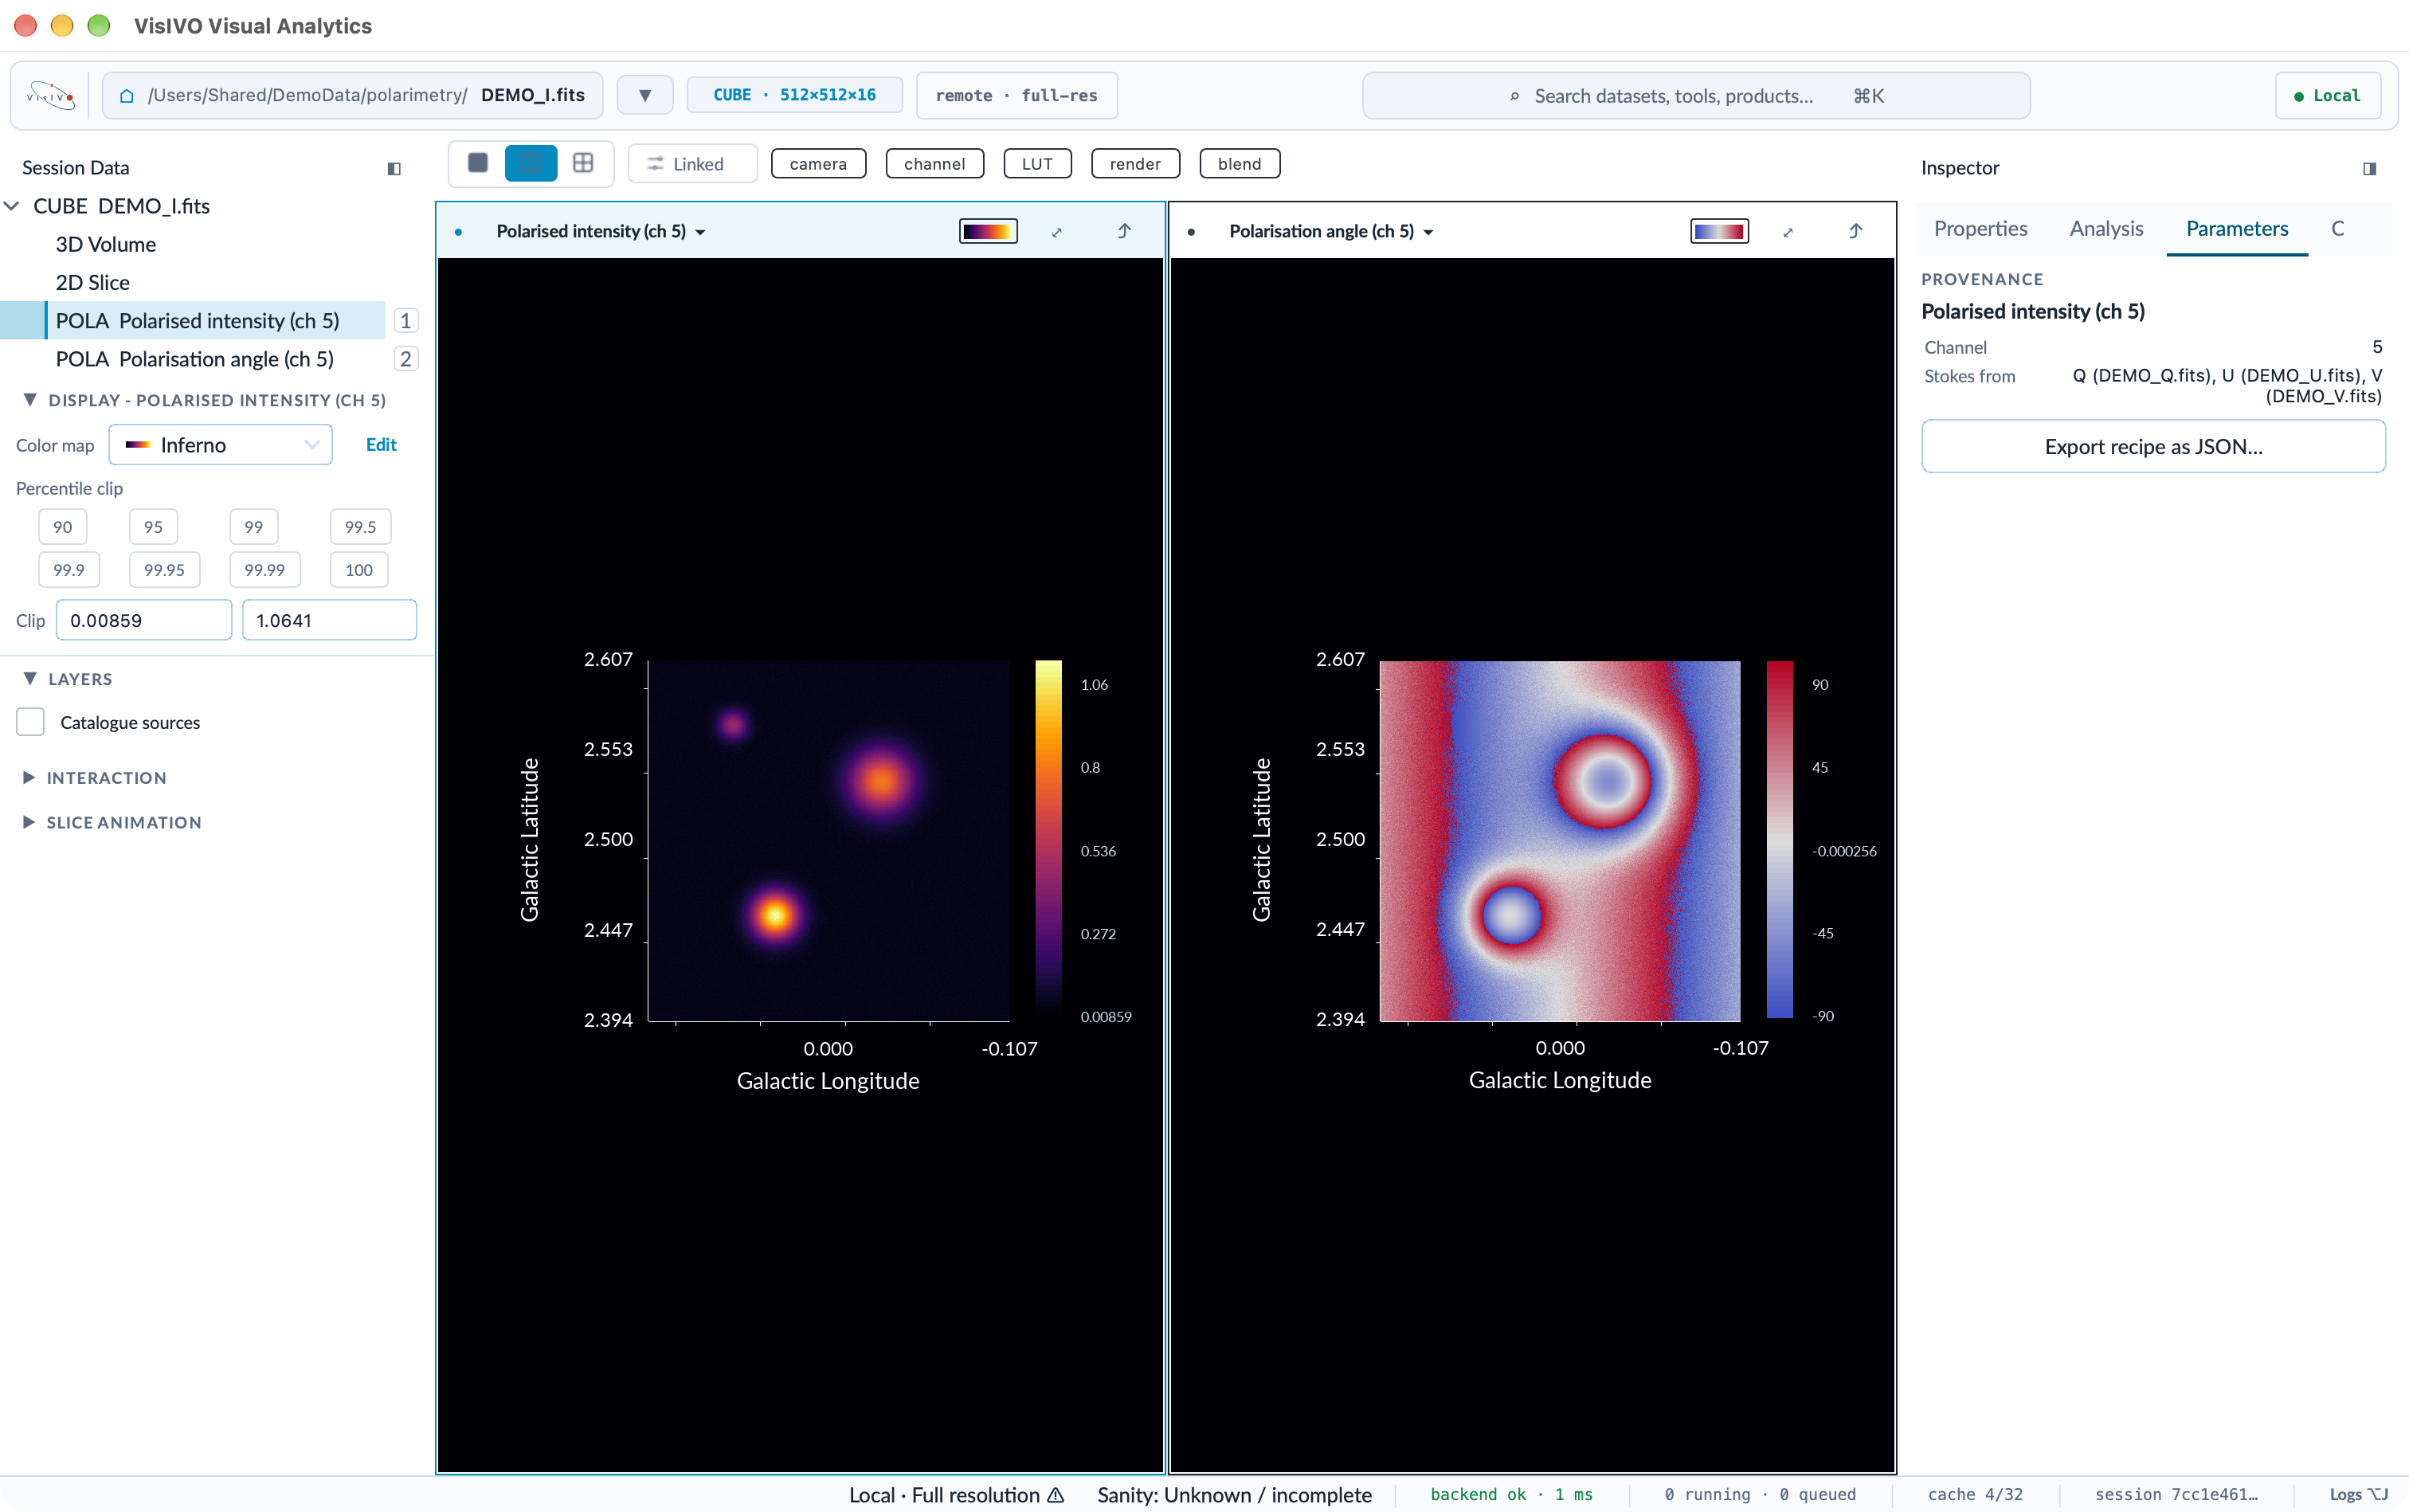 VisIVO Visual Analytics
VisIVO
/Users/Shared/DemoData/polarimetry/ DEMO_I.fits
▼
CUBE · 512×512×16
remote · full-res
Search datasets, tools, products... ⌘K
● Local
Session Data
CUBE DEMO_I.fits
3D Volume
2D Slice
POLA Polarised intensity (ch 5) 1
POLA Polarisation angle (ch 5) 2
▼ DISPLAY - POLARISED INTENSITY (CH 5)
Color map Inferno Edit
Percentile clip
90 95 99 99.5
99.9 99.95 99.99 100
Clip 0.00859 1.0641
▼ LAYERS
Catalogue sources
▶ INTERACTION
▶ SLICE ANIMATION
Linked camera channel LUT render blend
Polarised intensity (ch 5)
2.607
2.553
2.500
2.447
2.394
Galactic Latitude
0.000 -0.107
Galactic Longitude
1.06
0.8
0.536
0.272
0.00859
Polarisation angle (ch 5)
2.607
2.553
2.500
2.447
2.394
Galactic Latitude
0.000 -0.107
Galactic Longitude
90
45
-0.000256
-45
-90
Inspector
Properties Analysis Parameters C
PROVENANCE
Polarised intensity (ch 5)
Channel 5
Stokes from Q (DEMO_Q.fits), U (DEMO_U.fits), V
(DEMO_V.fits)
Export recipe as JSON...
Local · Full resolution ⚠ Sanity: Unknown / incomplete backend ok · 1 ms 0 running · 0 queued cache 4/32 session 7cc1e461… Logs ⌥J